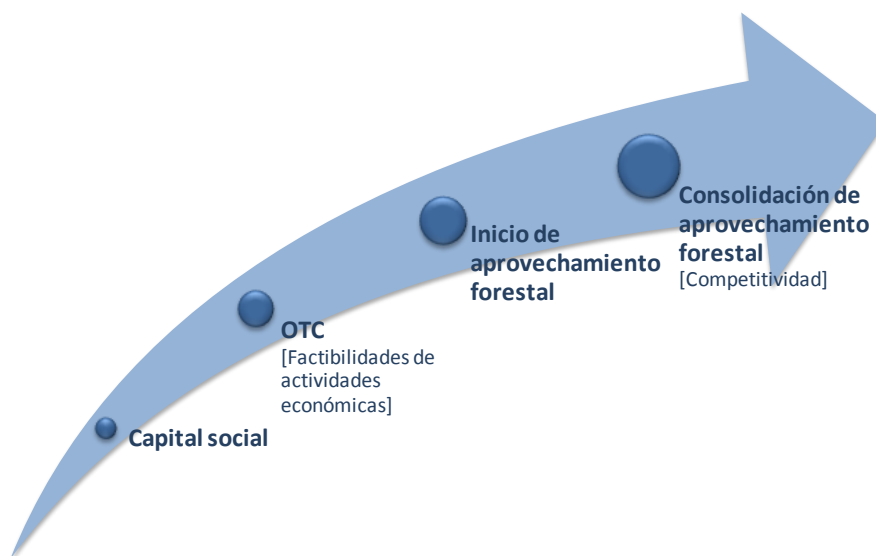 Capital social
OTC
[Factibilidades de
actividades
económicas]
Inicio de
aprovechamiento
forestal
Consolidación de
aprovechamiento
forestal
[Competitividad]